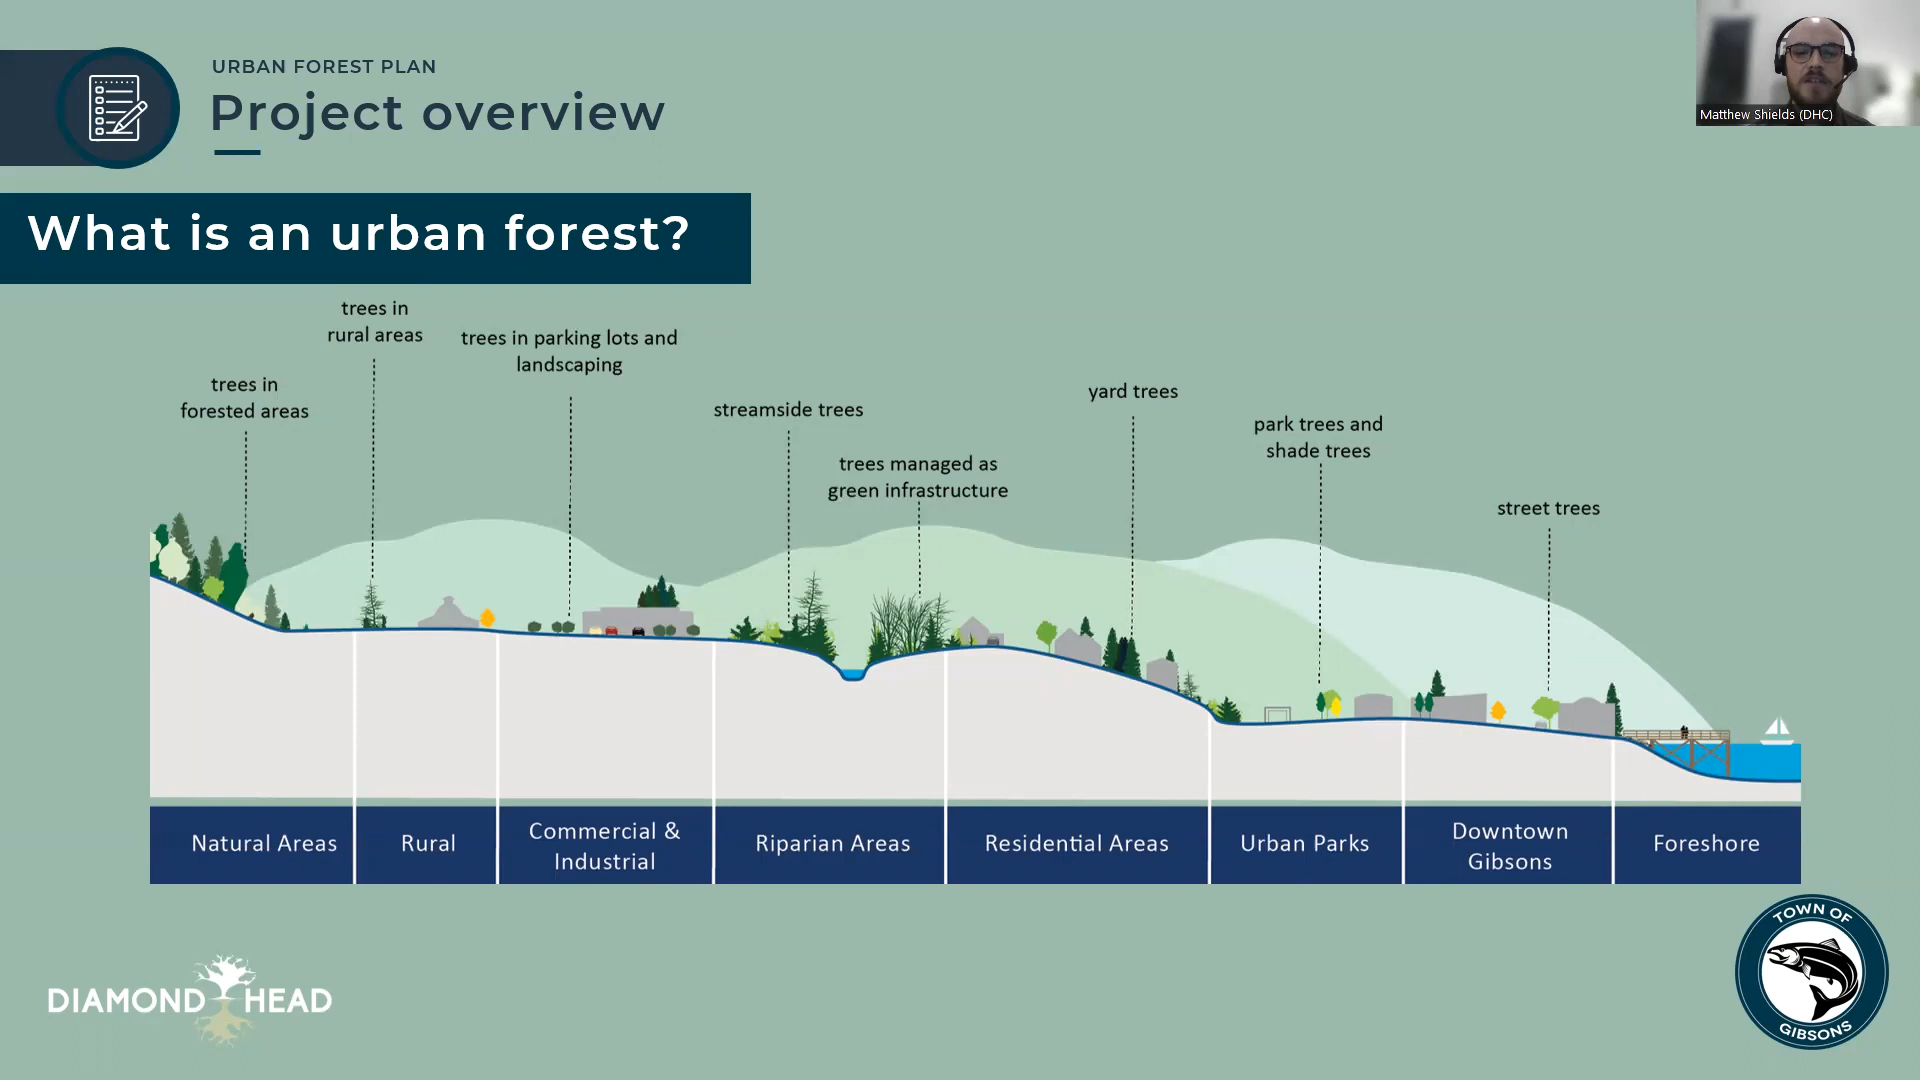 URBAN FOREST PLAN
Project overview
Matthew Shields (DHC)
What is an urban forest?
trees in
forested areas
trees in
rural areas
trees in parking lots and
landscaping
streamside trees
trees managed as
green infrastructure
yard trees
park trees and
shade trees
street trees
Natural Areas
Rural
Commercial &
Industrial
Riparian Areas
Residential Areas
Urban Parks
Downtown
Gibsons
Foreshore
DIAMOND HEAD
TOWN OF
GIBSONS